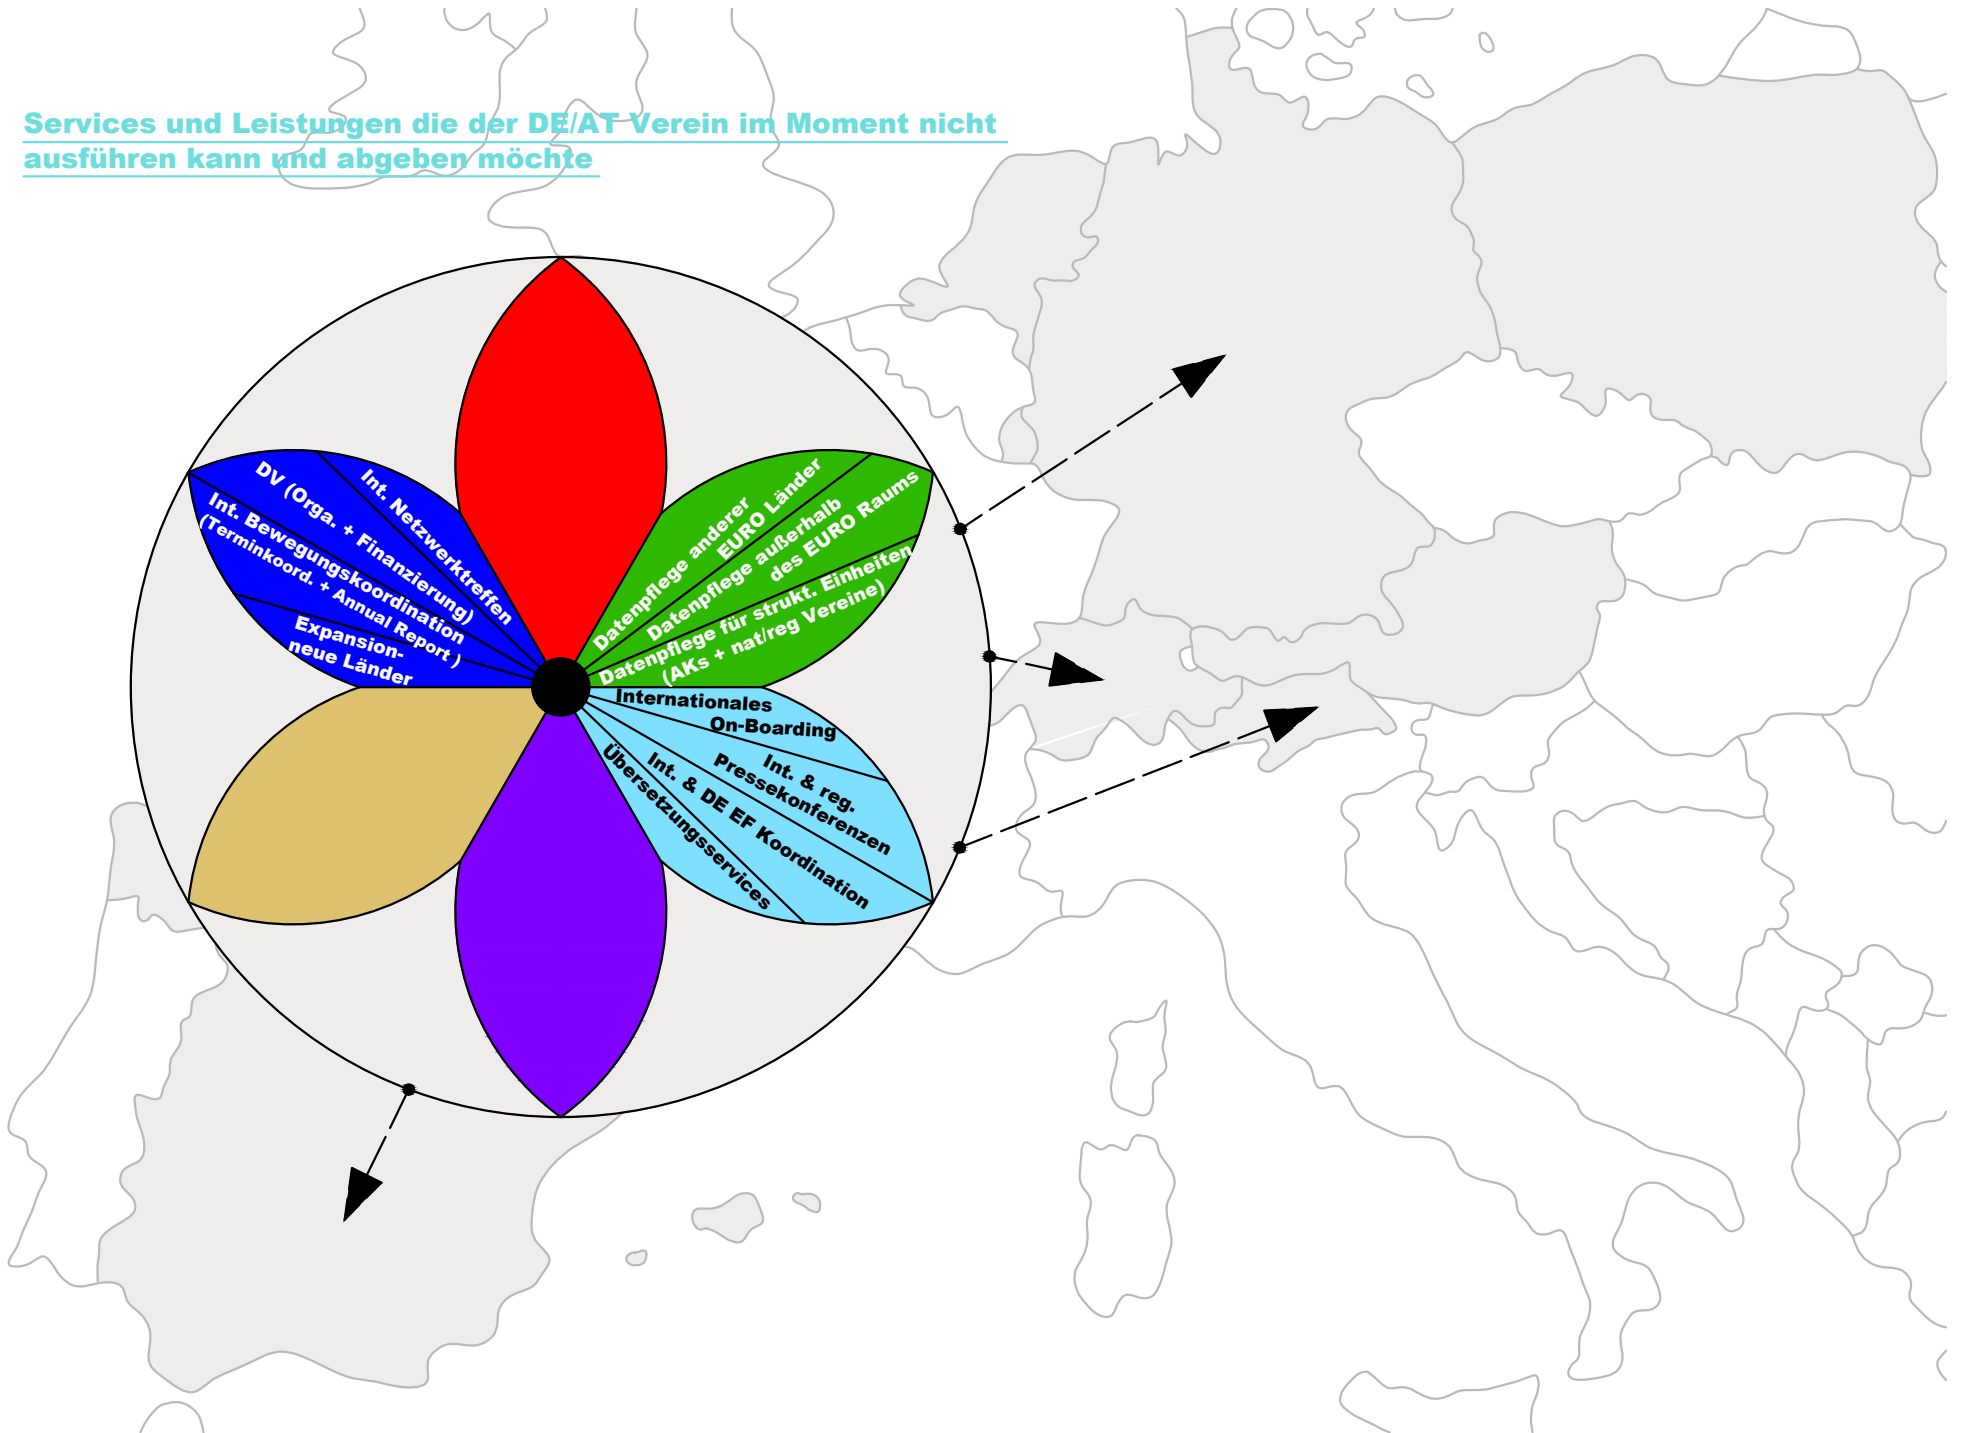 Services und Leistungen die der DE/AT Verein im Moment nicht
ausführen kann und abgeben möchte
Int. Netzwerktreffen
DV (Orga. + Finanzierung)
Int. Bewegungskoordination
(Terminkoord. + Annual Report )
Expansion-
neue Länder
Datenpflege anderer
EURO Länder
Datenpflege außerhalb
des EURO Raums
Datenpflege für strukt. Einheiten
(AKs + nat/reg Vereine)
Internationales
On-Boarding
Int. & reg.
Pressekonferenzen
Int. & DE EF Koordination
Übersetzungsservices